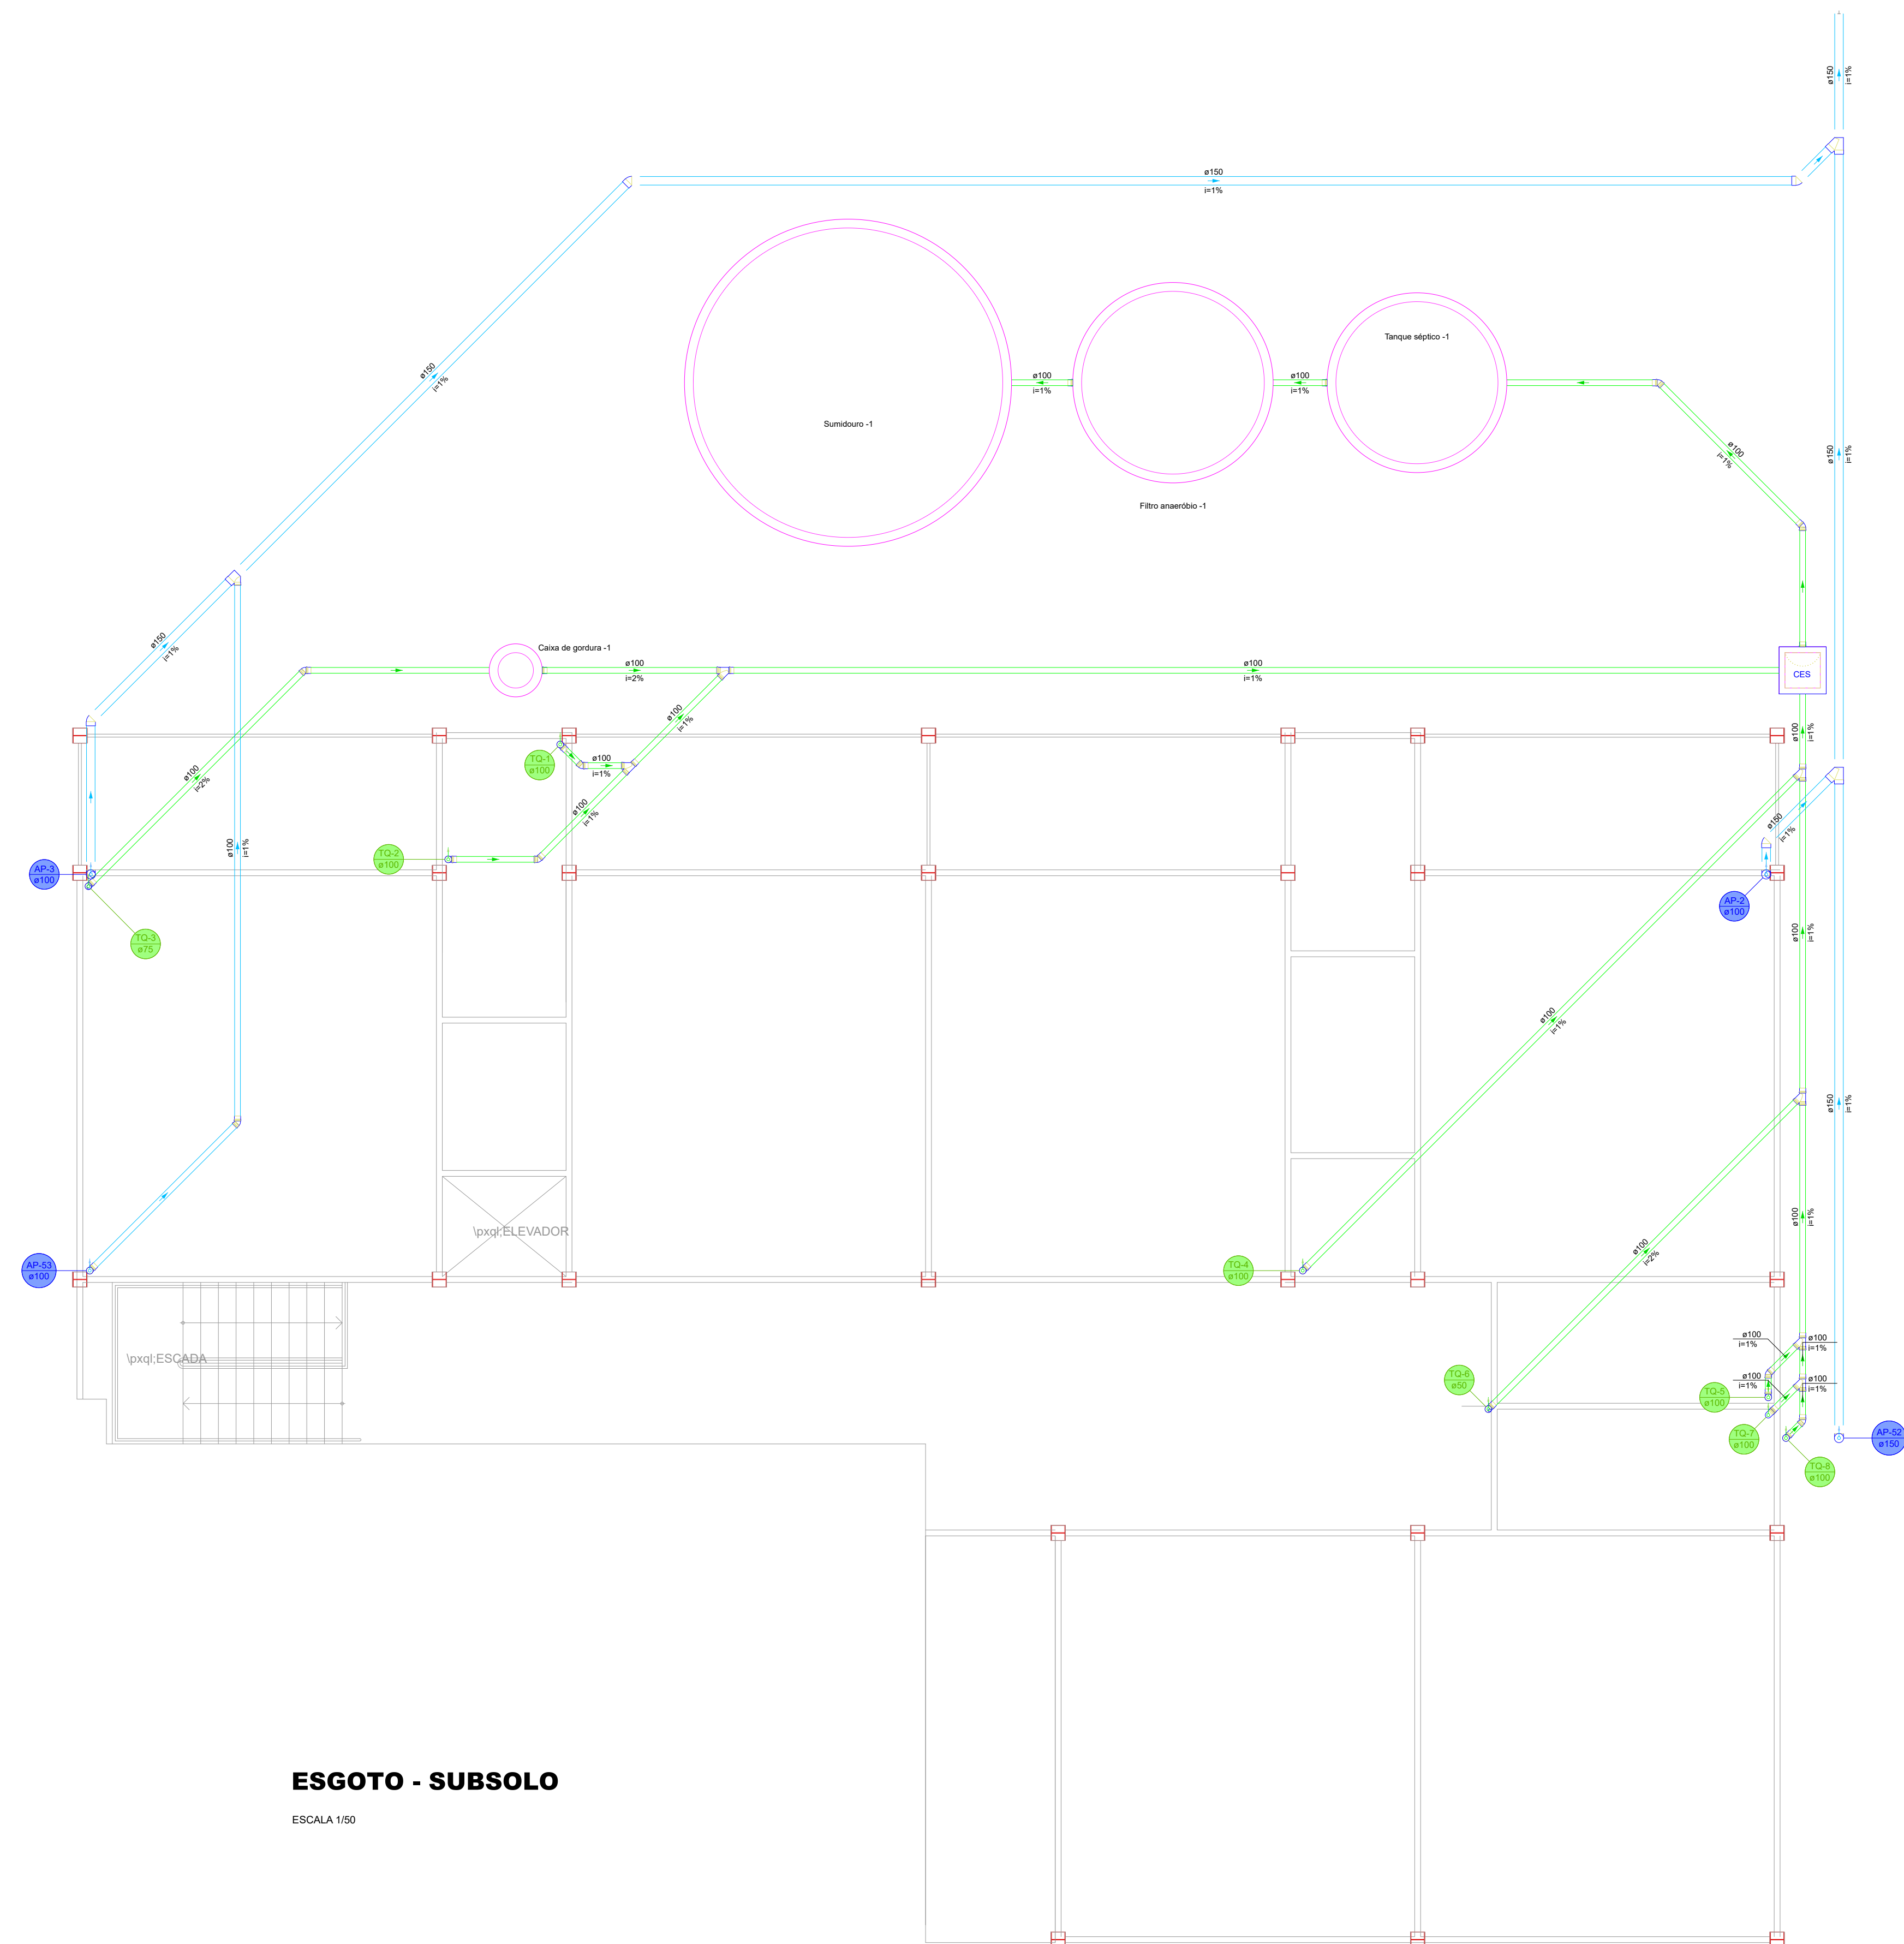 ø150
i=1%
ø150
i=1%
ø150
i=1%
Tanque séptico -1
ø100
i=1%
ø100
i=1%
Sumidouro -1
ø100
i=1%
ø150
i=1%
Filtro anaeróbio -1
ø150
i=1%
Caixa de gordura -1
ø100
i=2%
ø100
i=1%
CES
ø100
i=1%
ø100
i=1%
TQ-1
ø100
ø100
i=1%
ø100
i=2%
ø100
i=1%
ø150
i=1%
ø100
i=1%
TQ-2
ø100
AP-3
ø100
AP-2
ø100
TQ-3
ø75
ø100
i=1%
ø100
i=1%
ø150
i=1%
ø100
i=1%
\pxql;ELEVADOR
ø100
i=2%
AP-53
ø100
TQ-4
ø100
\pxql;ESCADA
ø100
i=1%
ø100
i=1%
ø100
i=1%
ø100
i=1%
TQ-6
ø50
TQ-5
ø100
TQ-7
ø100
AP-52
ø150
TQ-8
ø100
ESGOTO - SUBSOLO
ESCALA 1/50